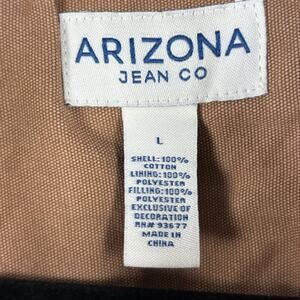 ARIZONA
JEAN CO
L
SHELL: 100%
COTTON
LINING: 100%
POLYESTER
FILLING: 100%
POLYESTER
EXCLUSIVE OF
DECORATION
RN# 93677
MADE IN
CHINA